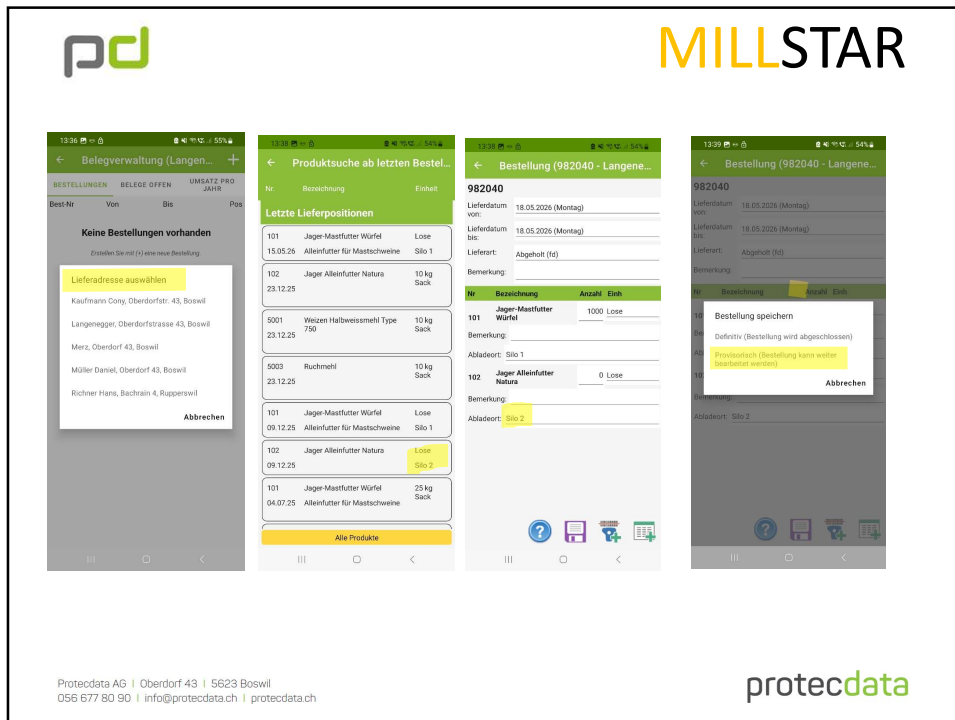 pd
MILLSTAR
13:36 55%
Belegverwaltung (Langen...
BESTELLUNGEN BELEGE OFFEN UMSATZ PRO
JAHR
Best-Nr Von Bis Pos
Keine Bestellungen vorhanden
Erstellen Sie mit (+) eine neue Bestellung.
Lieferadresse auswählen
Kaufmann Cony, Oberdorfstr. 43, Boswil
Langenegger, Oberdorfstrasse 43, Boswil
Merz, Oberdorf 43, Boswil
Müller Daniel, Oberdorf 43, Boswil
Richner Hans, Bachrain 4, Rupperswil
Abbrechen
13:38 54%
Produktsuche ab letzten Bestel...
Nr. Bezeichnung Einheit
Letzte Lieferpositionen
101 Jager-Mastfutter Würfel Lose
15.05.26 Alleinfutter für Mastschweine Silo 1
102 Jager Alleinfutter Natura 10 kg
Sack
23.12.25
5001 Weizen Halbweissmehl Type
750 10 kg
Sack
23.12.25
5003 Ruchmehl 10 kg
Sack
23.12.25
101 Jager-Mastfutter Würfel Lose
09.12.25 Alleinfutter für Mastschweine Silo 1
102 Jager Alleinfutter Natura Lose
09.12.25 Silo 2
101 Jager-Mastfutter Würfel 25 kg
Sack
04.07.25 Alleinfutter für Mastschweine
Alle Produkte
13:38 54%
Bestellung (982040 - Langene...
982040
Lieferdatum
von: 18.05.2026 (Montag)
Lieferdatum
bis: 18.05.2026 (Montag)
Lieferart: Abgeholt (fd)
Bemerkung:
Nr Bezeichnung Anzahl Einh
101 Jager-Mastfutter
Würfel 1000 Lose
Bemerkung:
Abladeort: Silo 1
102 Jager Alleinfutter
Natura 0 Lose
Bemerkung:
Abladeort: Silo 2
13:39 54%
Bestellung (982040 - Langene...
982040
Lieferdatum
von: 18.05.2026 (Montag)
Lieferdatum
bis: 18.05.2026 (Montag)
Lieferart: Abgeholt (fd)
Bemerkung:
Nr Bezeichnung Anzahl Einh
Bestellung speichern
Definitiv (Bestellung wird abgeschlossen)
Provisorisch (Bestellung kann weiter
bearbeitet werden)
Abbrechen
Bemerkung:
Abladeort: Silo 2
Protecdata AG | Oberdorf 43 | 5623 Boswil
056 677 80 90 | info@protecdata.ch | protecdata.ch
protecdata